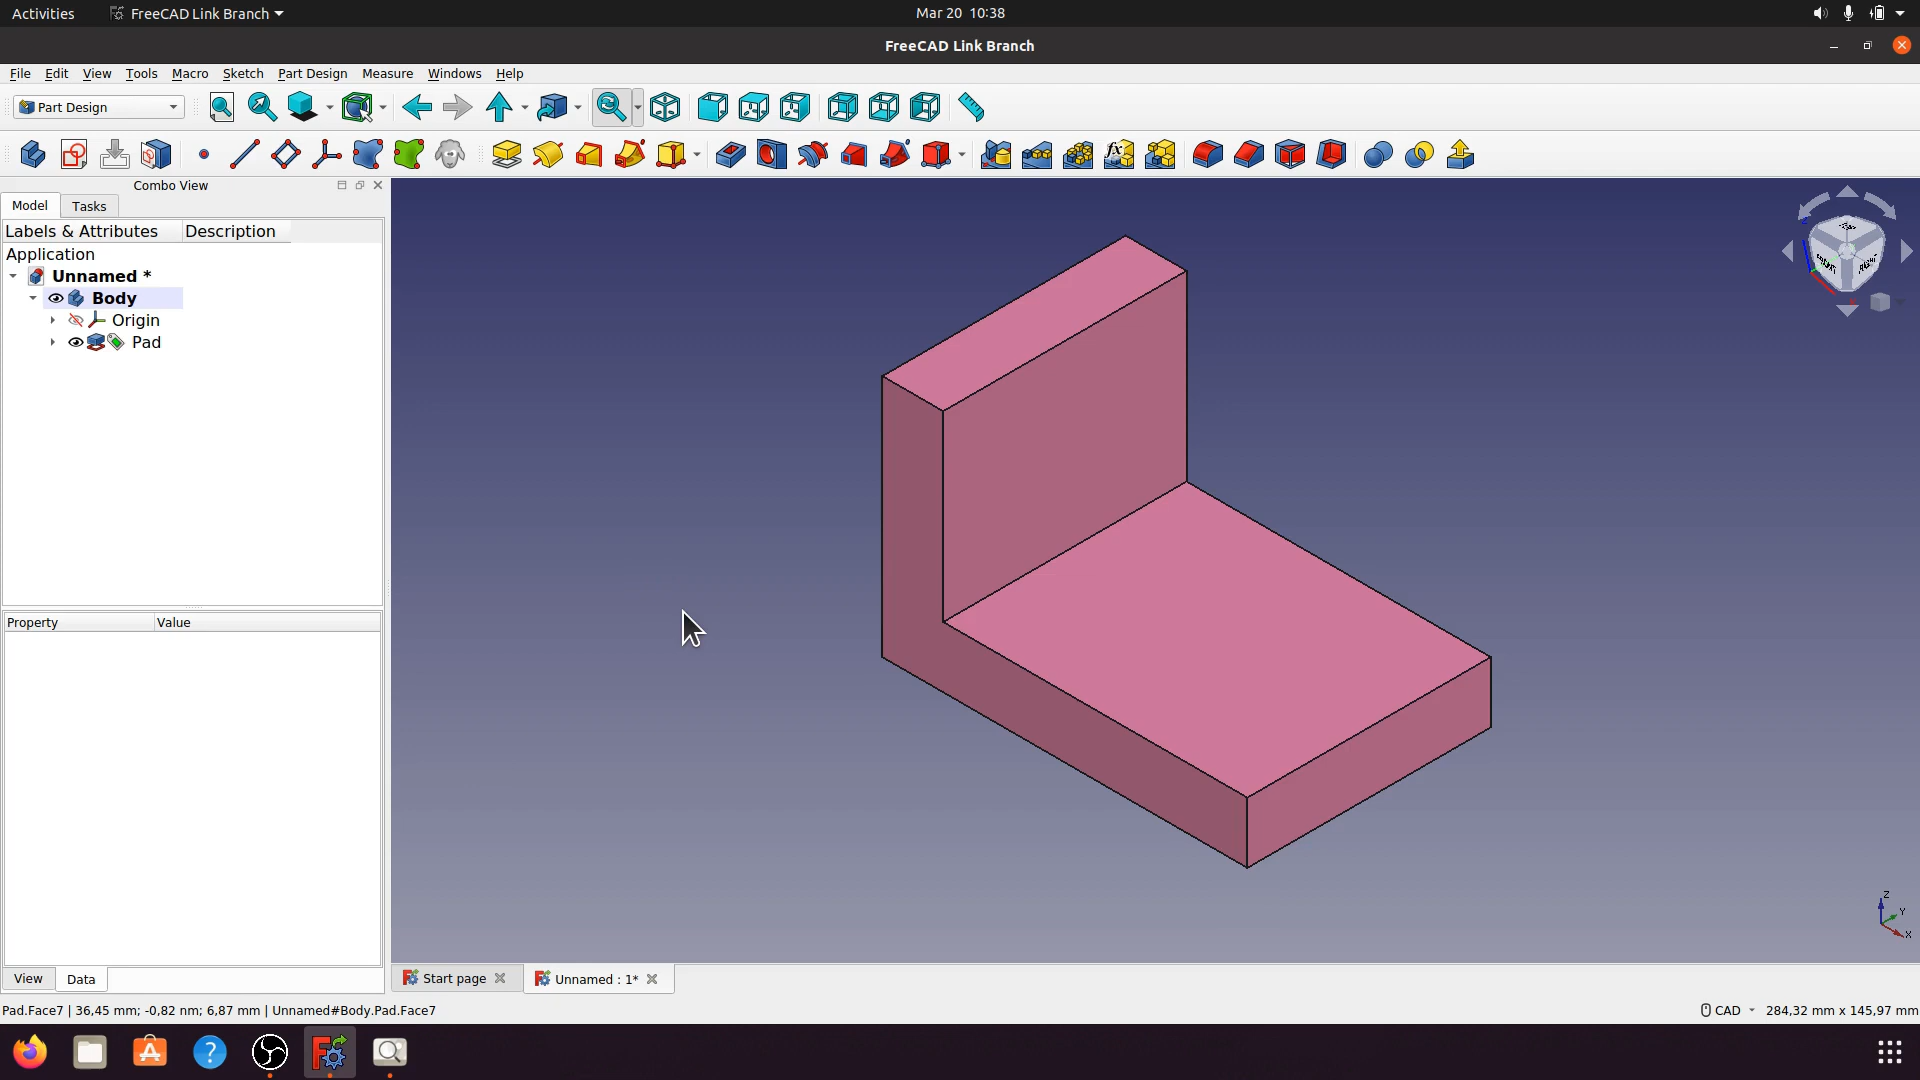 Activities FreeCAD Link Branch Mar 20 10:38
FreeCAD Link Branch
File Edit View Tools Macro Sketch Part Design Measure Windows Help
Part Design
Combo View
Model Tasks
Labels & Attributes Description
Application
Unnamed *
Body
Origin
Pad
Property Value
View Data
Z
Y
X
Start page Unnamed : 1*
Pad.Face7 | 36,45 mm; -0,82 nm; 6,87 mm | Unnamed#Body.Pad.Face7 CAD 284,32 mm x 145,97 mm